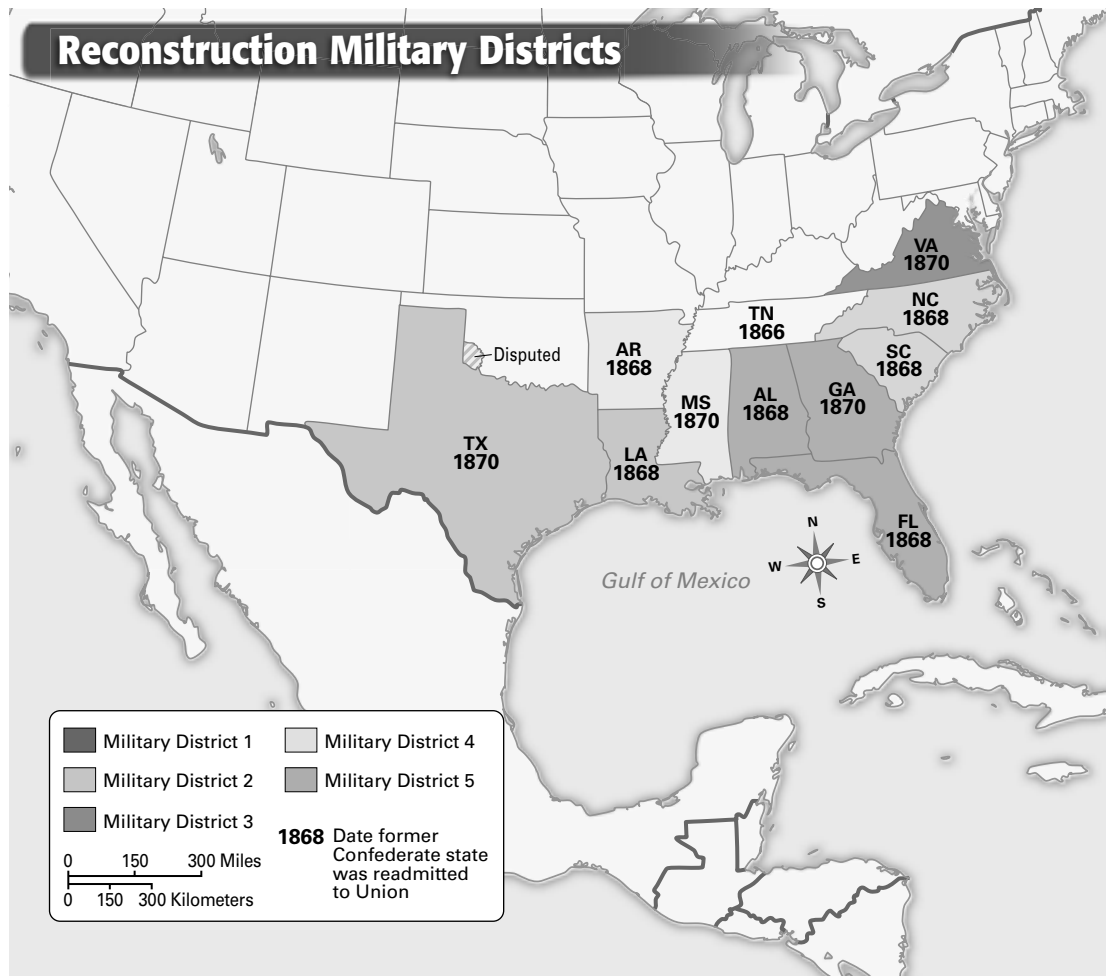 Reconstruction Military Districts
VA
1870
NC
1868
TN
1866
SC
1868
AR
1868
Disputed
MS
1870
AL
1868
GA
1870
TX
1870
LA
1868
FL
1868
N
W
E
S
Gulf of Mexico
Military District 1
Military District 2
Military District 3
Military District 4
Military District 5
1868 Date former
Confederate state
was readmitted
to Union
0 150 300 Miles
0 150 300 Kilometers